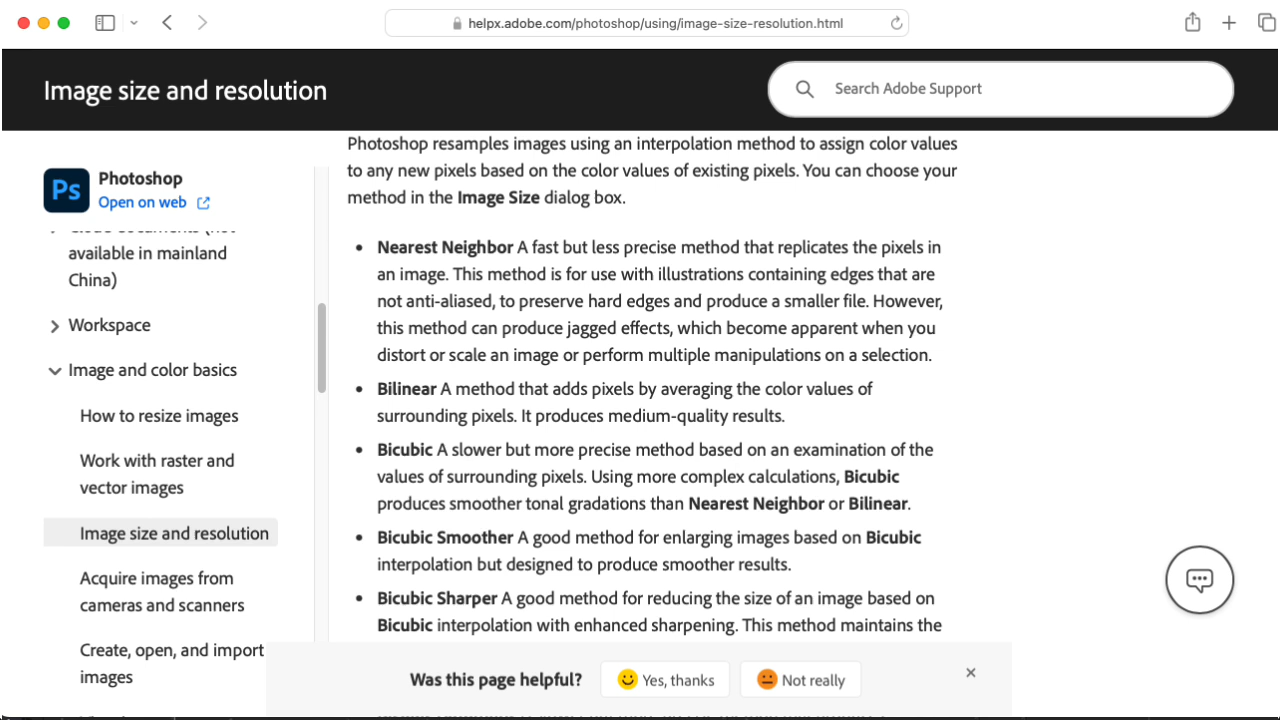 helpx.adobe.com/photoshop/using/image-size-resolution.html
Image size and resolution
Search Adobe Support
Ps
Photoshop
Open on web
available in mainland
China)
Workspace
Image and color basics
How to resize images
Work with raster and
vector images
Image size and resolution
Acquire images from
cameras and scanners
Create, open, and import
images
Photoshop resamples images using an interpolation method to assign color values
to any new pixels based on the color values of existing pixels. You can choose your
method in the Image Size dialog box.
• Nearest Neighbor A fast but less precise method that replicates the pixels in
an image. This method is for use with illustrations containing edges that are
not anti-aliased, to preserve hard edges and produce a smaller file. However,
this method can produce jagged effects, which become apparent when you
distort or scale an image or perform multiple manipulations on a selection.
• Bilinear A method that adds pixels by averaging the color values of
surrounding pixels. It produces medium-quality results.
• Bicubic A slower but more precise method based on an examination of the
values of surrounding pixels. Using more complex calculations, Bicubic
produces smoother tonal gradations than Nearest Neighbor or Bilinear.
• Bicubic Smoother A good method for enlarging images based on Bicubic
interpolation but designed to produce smoother results.
• Bicubic Sharper A good method for reducing the size of an image based on
Bicubic interpolation with enhanced sharpening. This method maintains the
Was this page helpful?
Yes, thanks
Not really